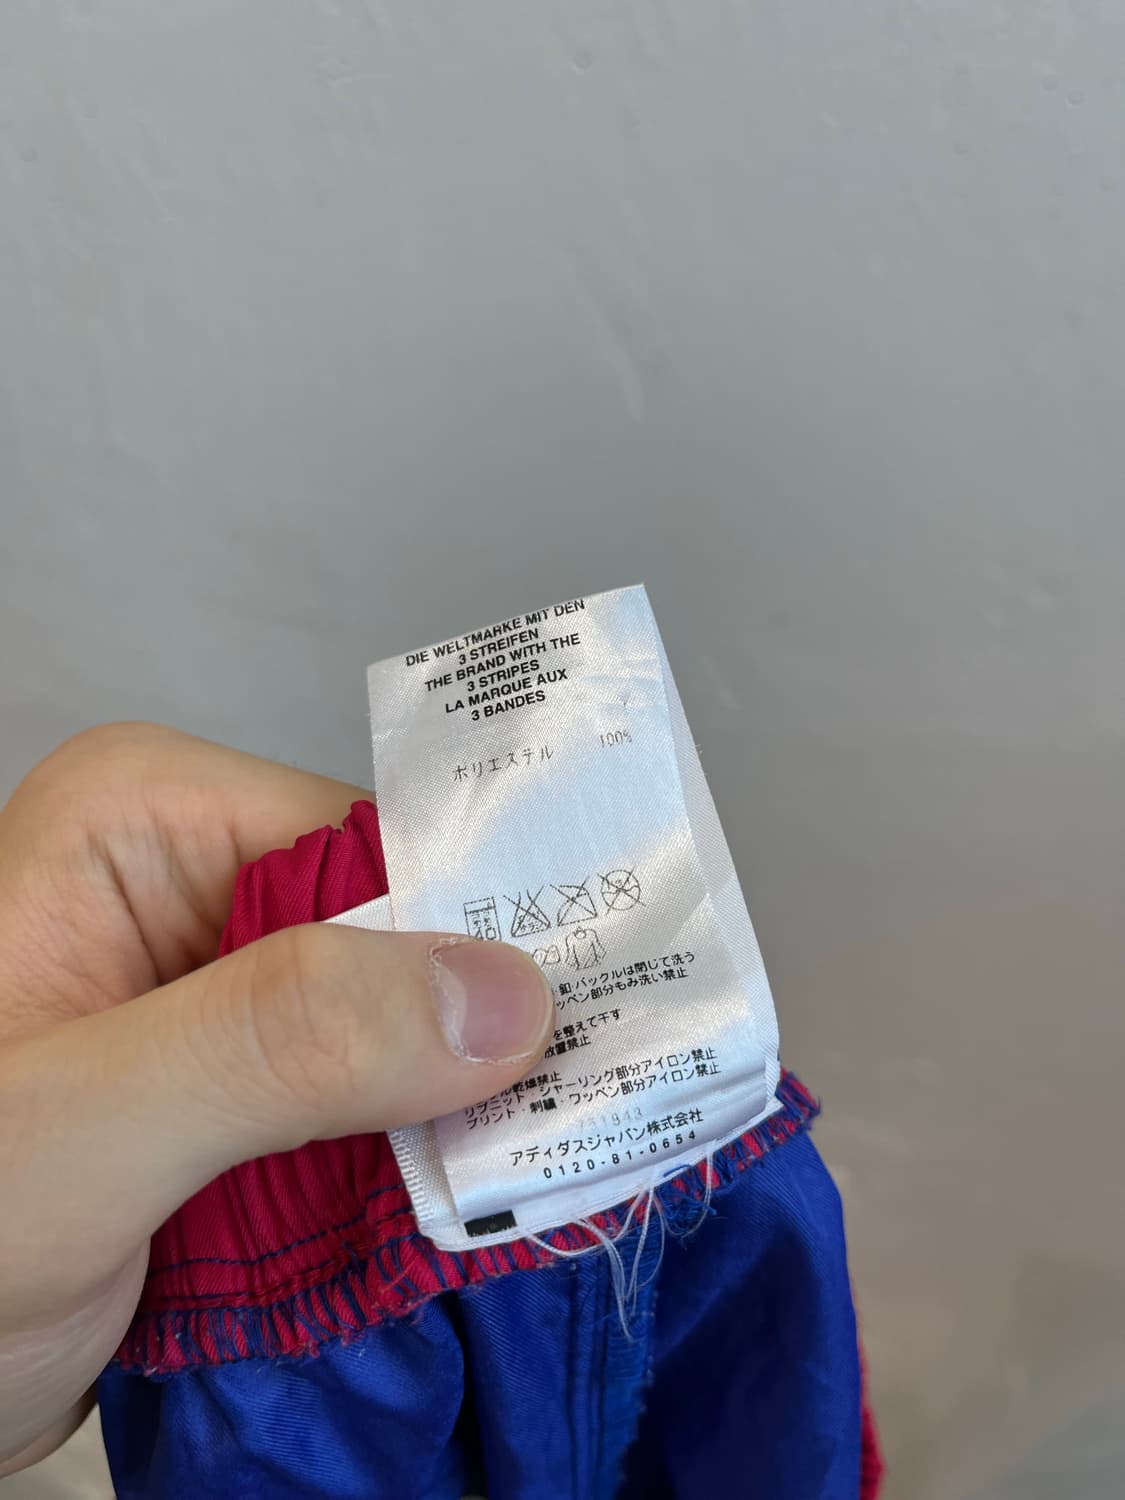 DIE WELTMARKE MIT DEN
3 STREIFEN
THE BRAND WITH THE
3 STRIPES
LA MARQUE AUX
3 BANDES
ポリエステル 100%
釦・バックルは閉じて洗う
ッペン部分もみ洗い禁止
を整えて干す
放置禁止
ル乾燥禁止
リブニット・シャーリング部分アイロン禁止
プリント・刺繍・ワッペン部分アイロン禁止
アディダスジャパン株式会社
0120-81-0654